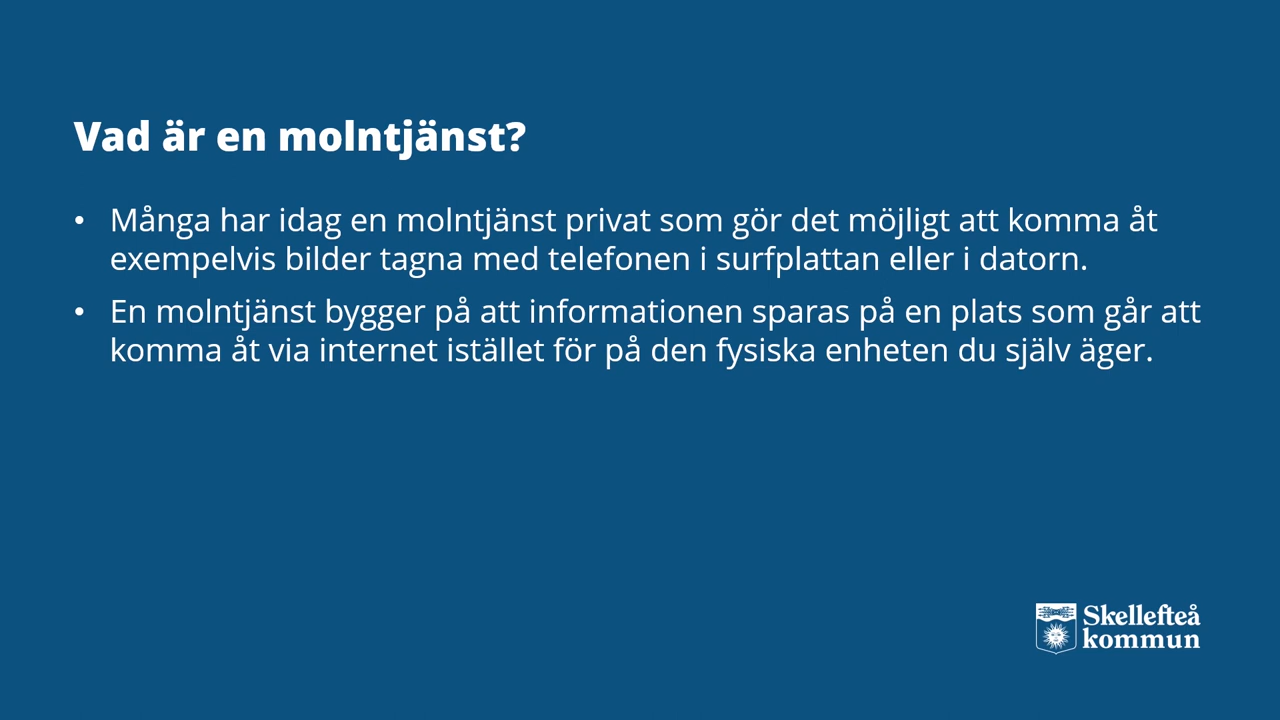 Vad är en molntjänst?
• Många har idag en molntjänst privat som gör det möjligt att komma åt
exempelvis bilder tagna med telefonen i surfplattan eller i datorn.
• En molntjänst bygger på att informationen sparas på en plats som går att
komma åt via internet istället för på den fysiska enheten du själv äger.
Skellefteå
kommun